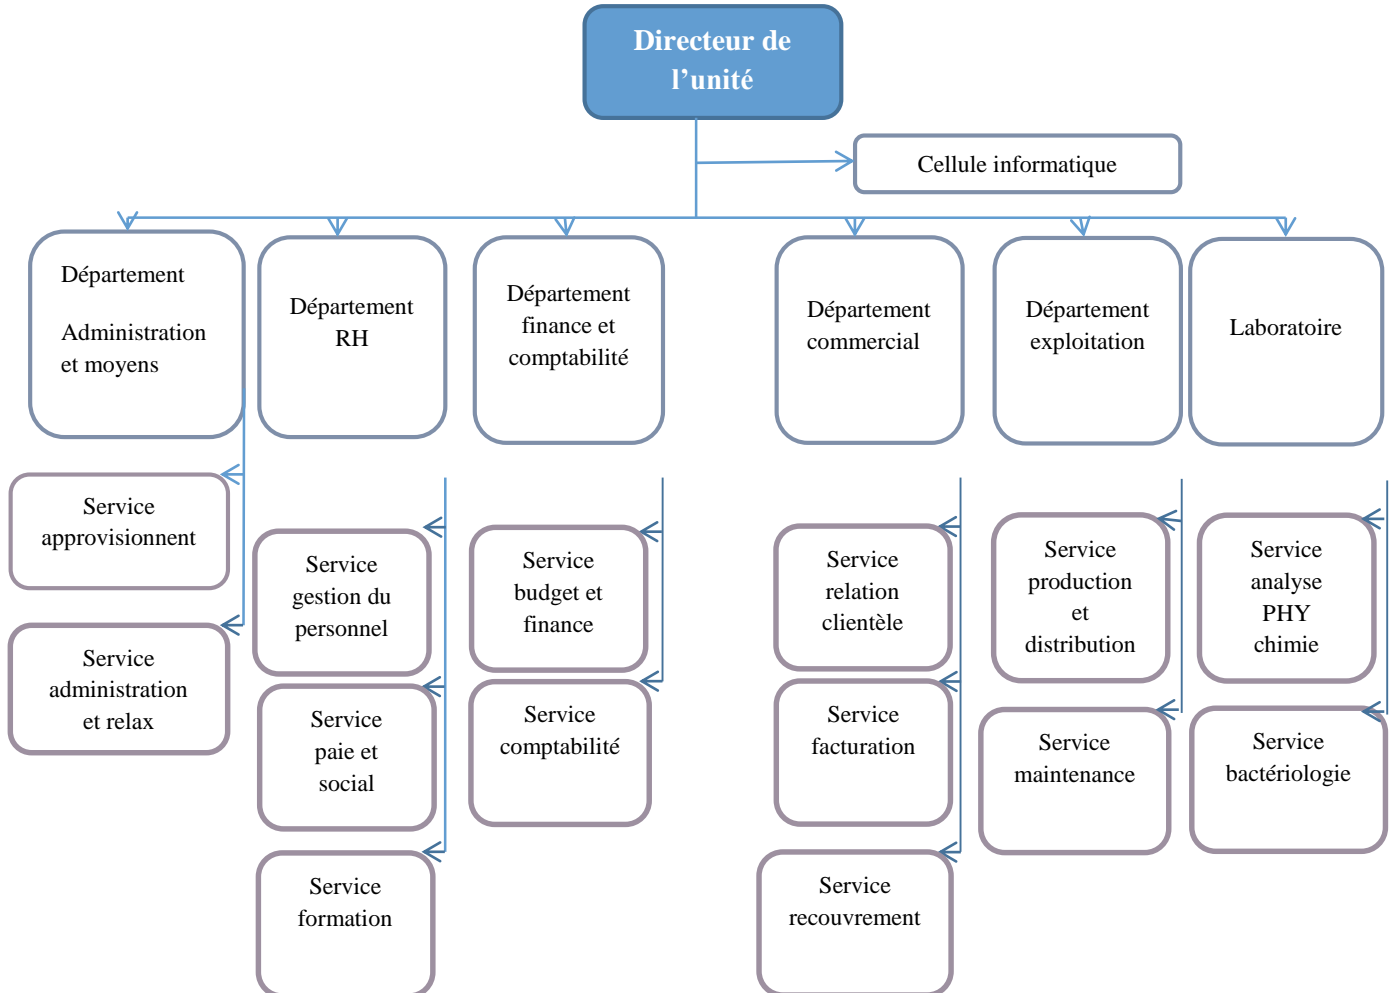 Directeur de
l’unité
Cellule informatique
Département
Administration
et moyens
Département
RH
Département
finance et
comptabilité
Département
commercial
Département
exploitation
Laboratoire
Service
approvisionnent
Service
administration
et relax
Service
gestion du
personnel
Service
paie et
social
Service
formation
Service
budget et
finance
Service
comptabilité
Service
relation
clientèle
Service
facturation
Service
recouvrement
Service
production
et
distribution
Service
maintenance
Service
analyse
PHY
chimie
Service
bactériologie